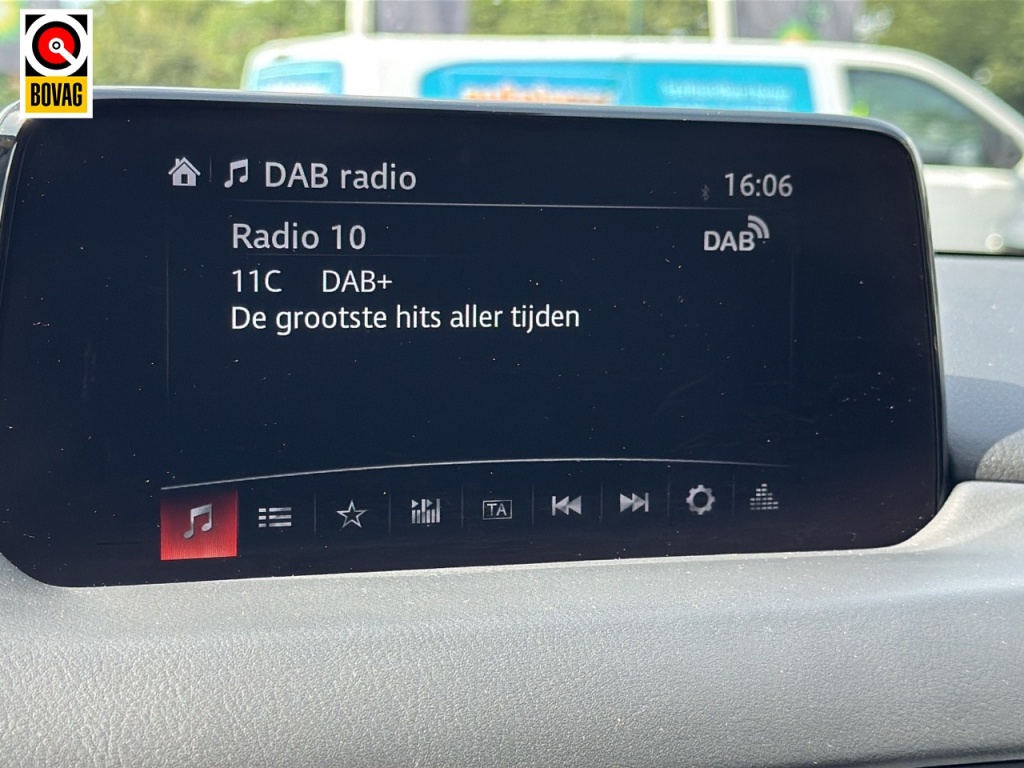 BOVAG
DAB radio
16:06
Radio 10
DAB
11C DAB+
De grootste hits aller tijden
TA